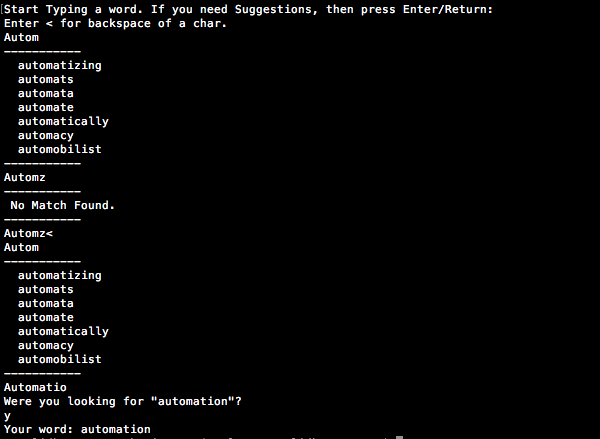 Start Typing a word. If you need Suggestions, then press Enter/Return:
Enter < for backspace of a char.
Autom
-----------
automatizing
automats
automata
automate
automatically
automacy
automobilist
-----------
Automz
-----------
No Match Found.
-----------
Automz<
Autom
-----------
automatizing
automats
automata
automate
automatically
automacy
automobilist
-----------
Automatio
Were you looking for "automation"?
y
Your word: automation